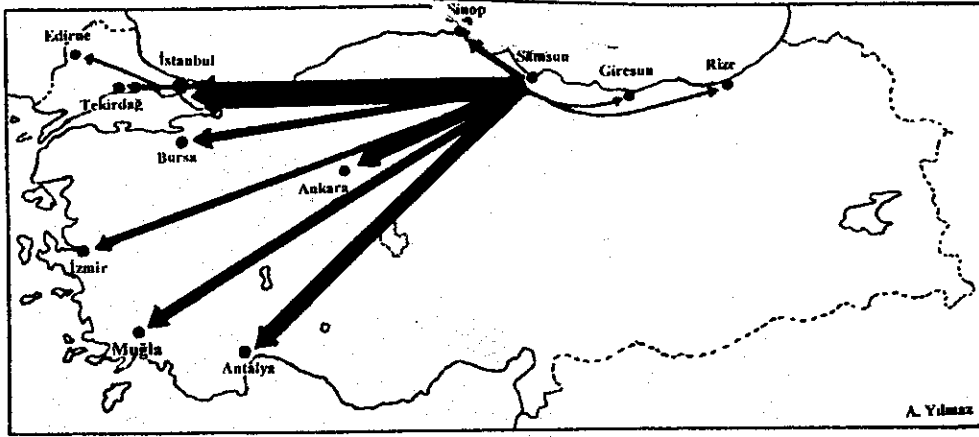 Sinop
Edirne
İstanbul
Samsun
Giresun
Rize
Tekirdağ
Bursa
Ankara
İzmir
Muğla
Antalya
A. Yılmaz